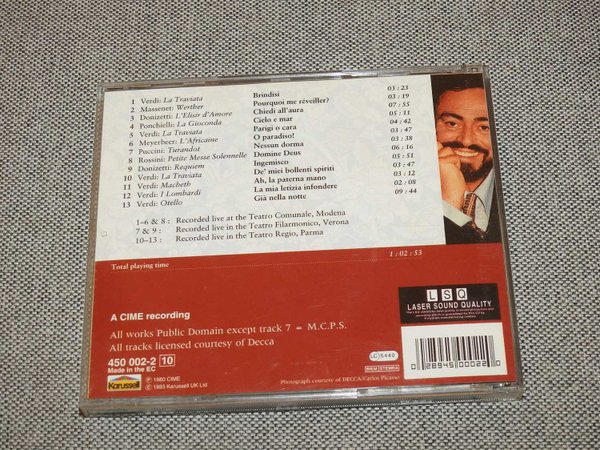 1 Verdi: La Traviata Brindisi 03 : 23
2 Massenet: Werther Pourquoi me réveiller? 03 : 19
3 Donizetti: L'Elisir d'Amore Chiedi all'aura 07 : 55
4 Ponchielli: La Gioconda Cielo e mar 05 : 11
5 Verdi: La Traviata Parigi o cara 04 : 42
6 Meyerbeer: L'Africaine O paradiso! 03 : 47
7 Puccini: Turandot Nessun dorma 03 : 38
8 Rossini: Petite Messe Solennelle Domine Deus 06 : 16
9 Donizetti: Requiem Ingemisco 05 : 51
10 Verdi: La Traviata De' miei bollenti spiriti 03 : 47
11 Verdi: Macbeth Ah, la paterna mano 03 : 12
12 Verdi: I Lombardi La mia letizia infondere 02 : 08
13 Verdi: Otello Già nella notte 09 : 44
1–6 & 8 : Recorded live at the Teatro Comunale, Modena
7 & 9 : Recorded live in the Teatro Filarmonico, Verona
10–13 : Recorded live in the Teatro Regio, Parma
Total playing time 1 : 02 : 53
A CIME recording
All works Public Domain except track 7 = M.C.P.S.
All tracks licensed courtesy of Decca
450 002-2 10
Made in the EC
Karussell
℗ 1980 CIME
© 1993 Karussell UK Ltd
LSQ
LASER SOUND QUALITY
LC 5440
BIEM STEMRA
0 28945 00022 0
Photograph courtesy of DECCA/Carlos Picasso